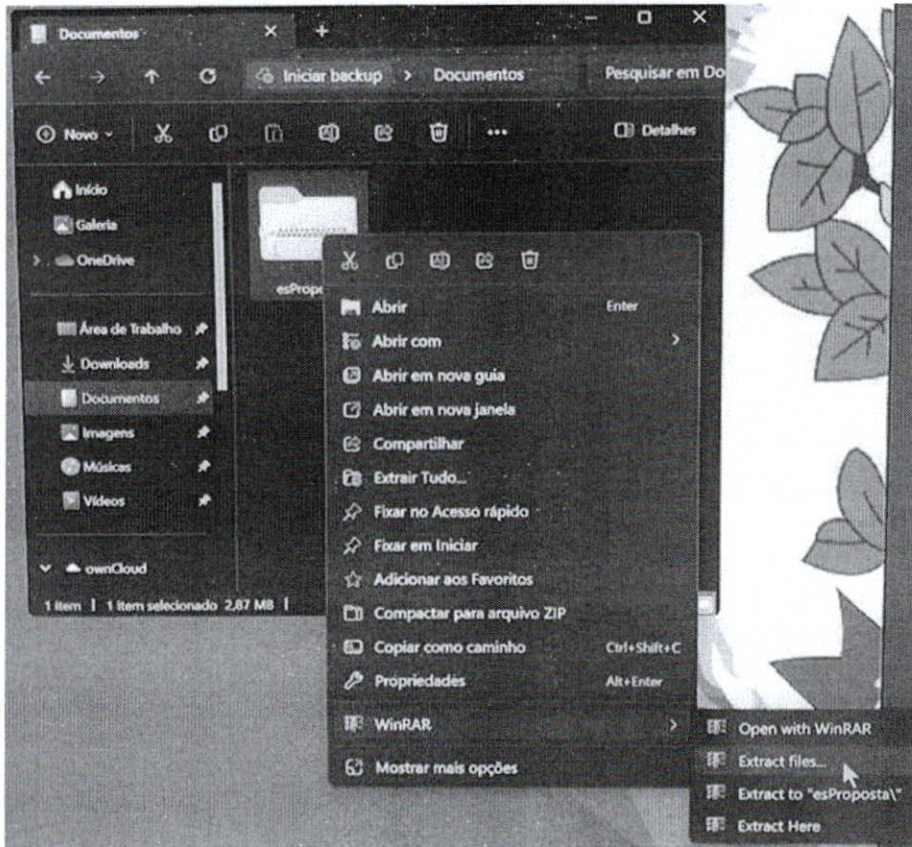 Documentos
Iniciar backup > Documentos
Pesquisar em Do
Novo
Detalhes
Início
Galeria
OneDrive
Área de Trabalho
Downloads
Documentos
Imagens
Músicas
Vídeos
ownCloud
1 item | 1 item selecionado 2,87 MB |
esPropo
Abrir Enter
Abrir com
Abrir em nova guia
Abrir em nova janela
Compartilhar
Extrair Tudo...
Fixar no Acesso rápido
Fixar em Iniciar
Adicionar aos Favoritos
Compactar para arquivo ZIP
Copiar como caminho Ctrl+Shift+C
Propriedades Alt+Enter
WinRAR
Mostrar mais opções
Open with WinRAR
Extract files...
Extract to "esProposta\"
Extract Here